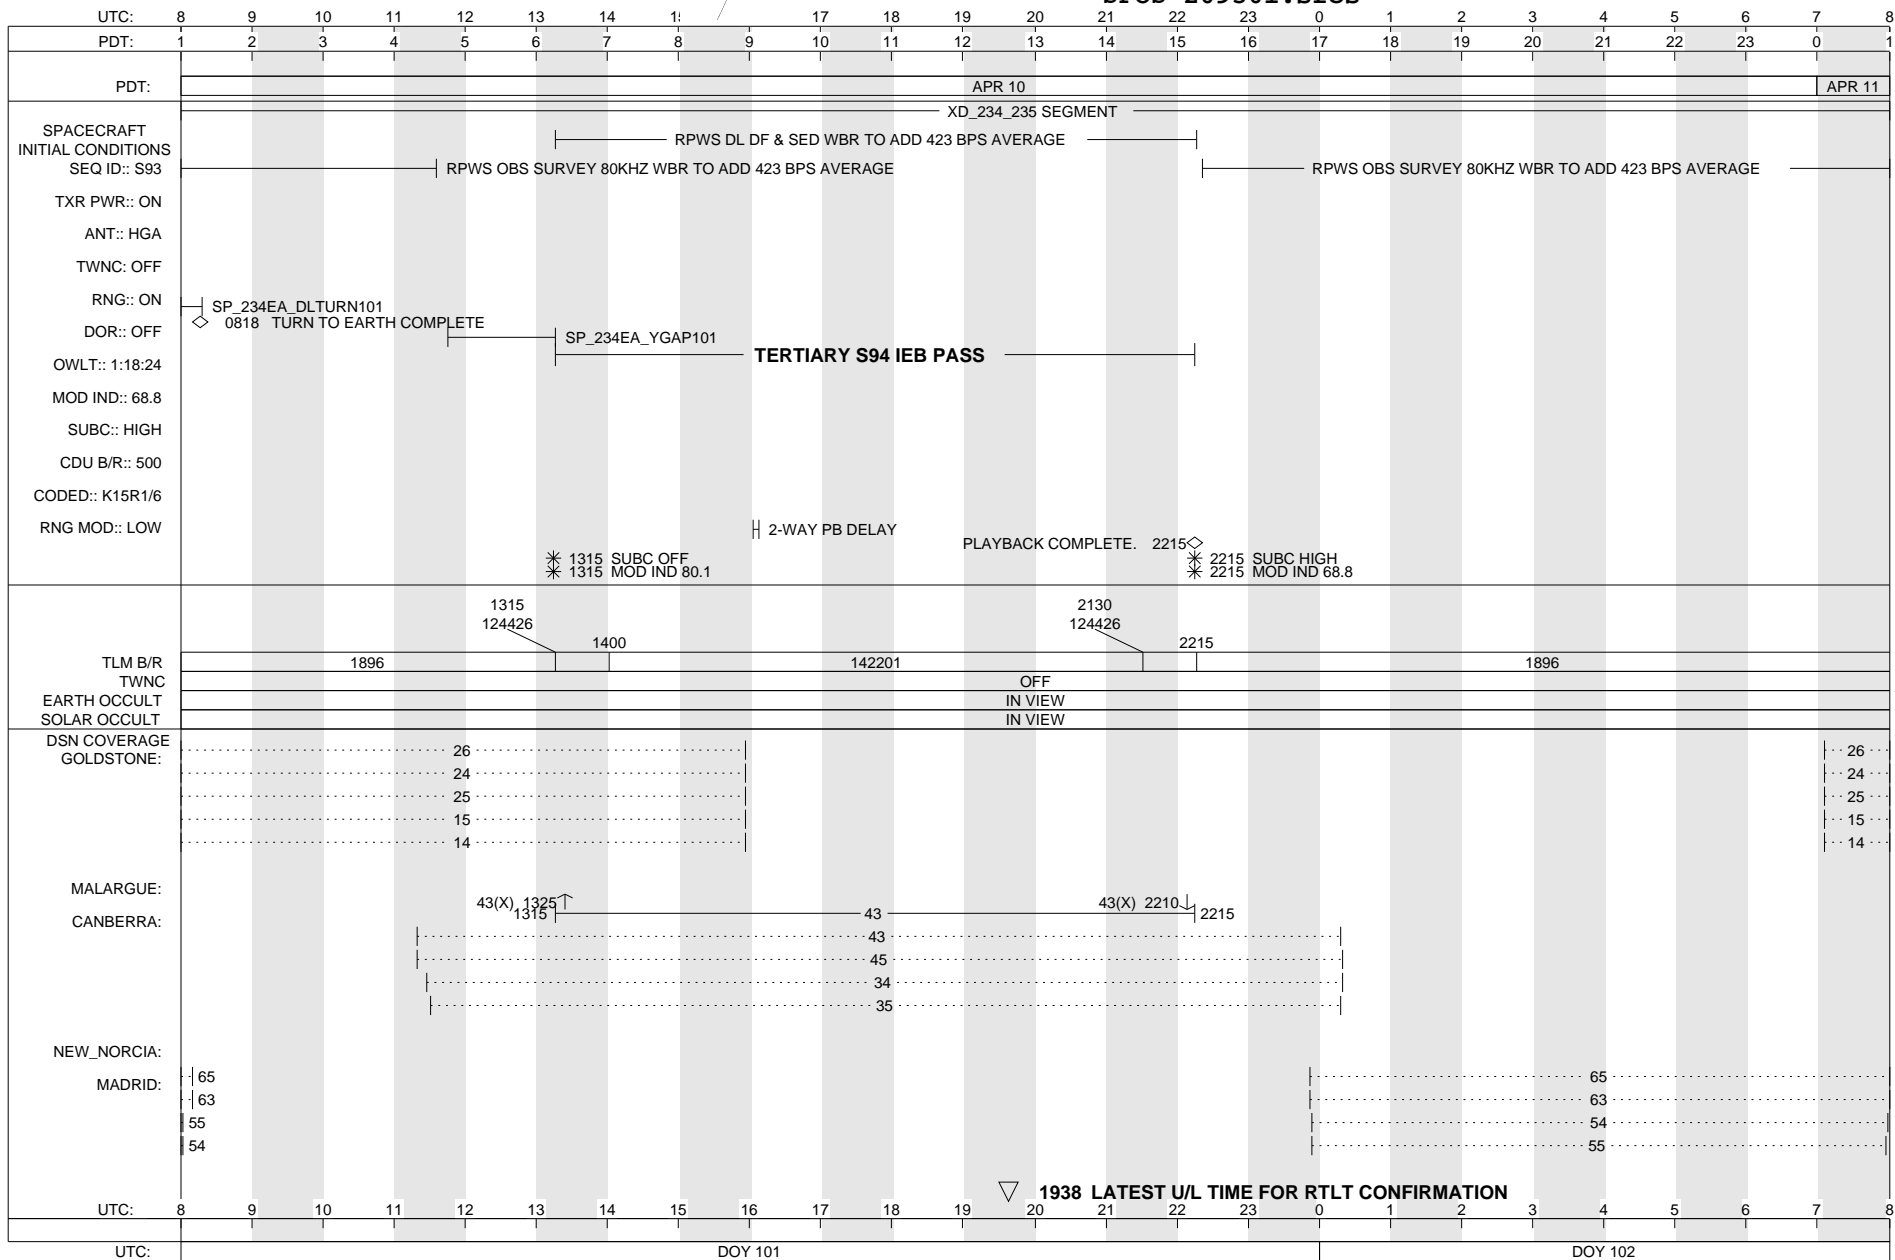 UTC: 8 9 10 11 12 13 14 17 18 19 20 21 22 23 0 1 2 3 4 5 6 7 8
PDT: 1 2 3 4 5 6 7 8 9 10 11 12 13 14 15 16 17 18 19 20 21 22 23 0 1
PDT: APR 10 APR 11
XD_234_235 SEGMENT
SPACECRAFT
INITIAL CONDITIONS
RPWS DL DF & SED WBR TO ADD 423 BPS AVERAGE
SEQ ID:: S93 RPWS OBS SURVEY 80KHZ WBR TO ADD 423 BPS AVERAGE RPWS OBS SURVEY 80KHZ WBR TO ADD 423 BPS AVERAGE
TXR PWR:: ON
ANT:: HGA
TWNC: OFF
RNG:: ON SP_234EA_DLTURN101
0818 TURN TO EARTH COMPLETE
DOR:: OFF SP_234EA_YGAP101
TERTIARY S94 IEB PASS
OWLT:: 1:18:24
MOD IND:: 68.8
SUBC:: HIGH
CDU B/R:: 500
CODED:: K15R1/6
RNG MOD:: LOW 2-WAY PB DELAY
PLAYBACK COMPLETE. 2215
1315 SUBC OFF 2215 SUBC HIGH
1315 MOD IND 80.1 2215 MOD IND 68.8
1315 2130
124426 124426
1400 2215
TLM B/R 1896 142201 1896
TWNC OFF
EARTH OCCULT IN VIEW
SOLAR OCCULT IN VIEW
DSN COVERAGE
GOLDSTONE: 26 26
24 24
25 25
15 15
14 14
MALARGUE:
43(X) 1325 43(X) 2210
CANBERRA: 1315 43 2215
43
45
34
35
NEW_NORCIA:
MADRID: 65 65
63 63
55 54
54 55
1938 LATEST U/L TIME FOR RTLT CONFIRMATION
UTC: 8 9 10 11 12 13 14 15 16 17 18 19 20 21 22 23 0 1 2 3 4 5 6 7 8
UTC: DOY 101 DOY 102